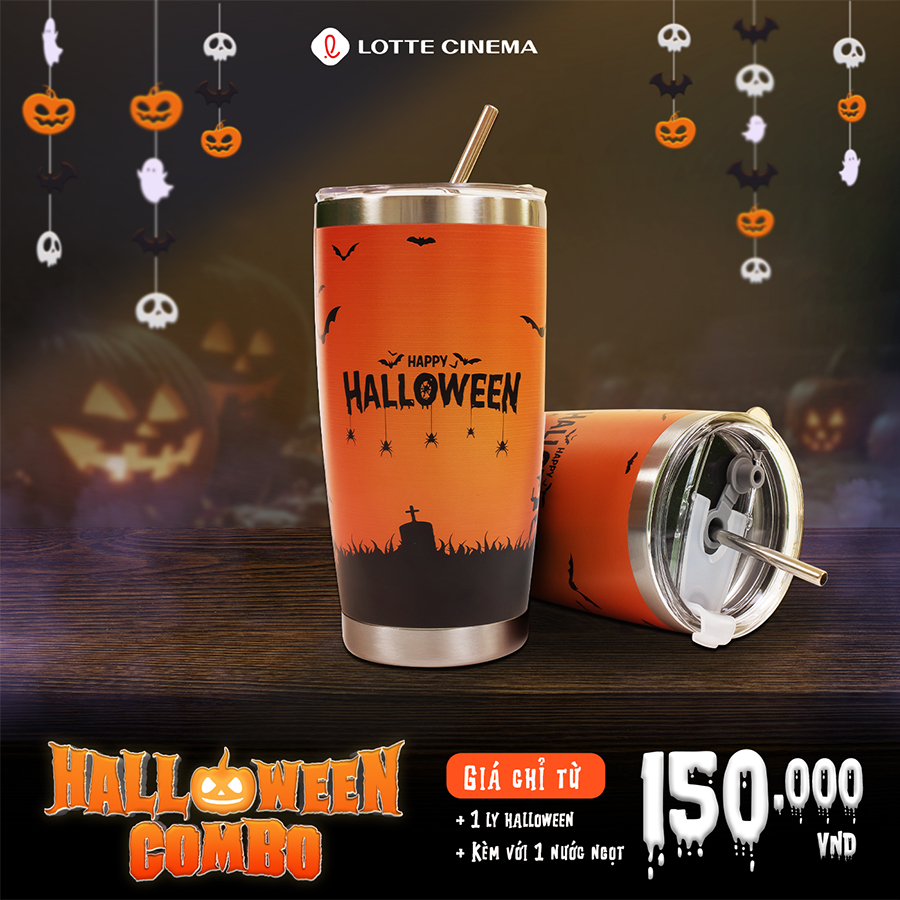 LOTTE CINEMA
HAPPY
HALLOWEEN
HAPPY
HALLOWEEN
COMBO
GIÁ CHỈ TỪ
+ 1 LY HALLOWEEN
+ KÈM VỚI 1 NƯỚC NGỌT
150.000
VND